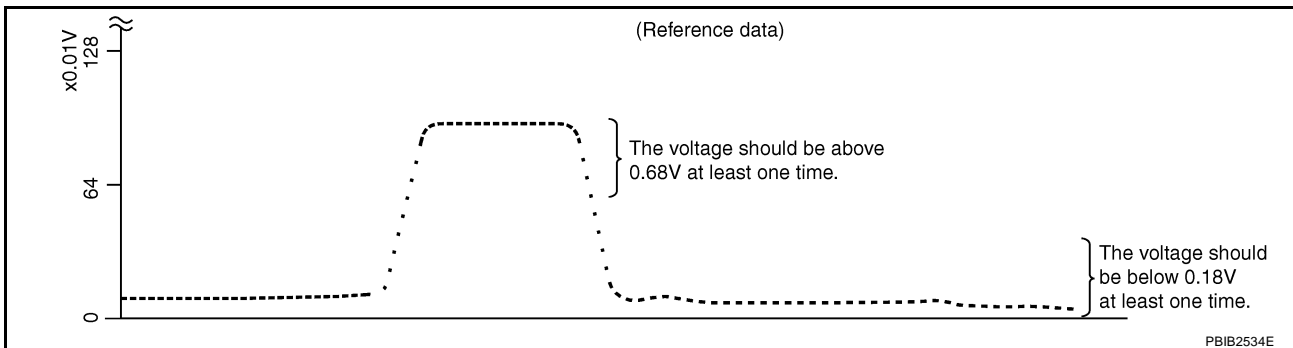 (Reference data)
x0.01V
128
64
0
The voltage should be above
0.68V at least one time.
The voltage should
be below 0.18V
at least one time.
PBIB2534E